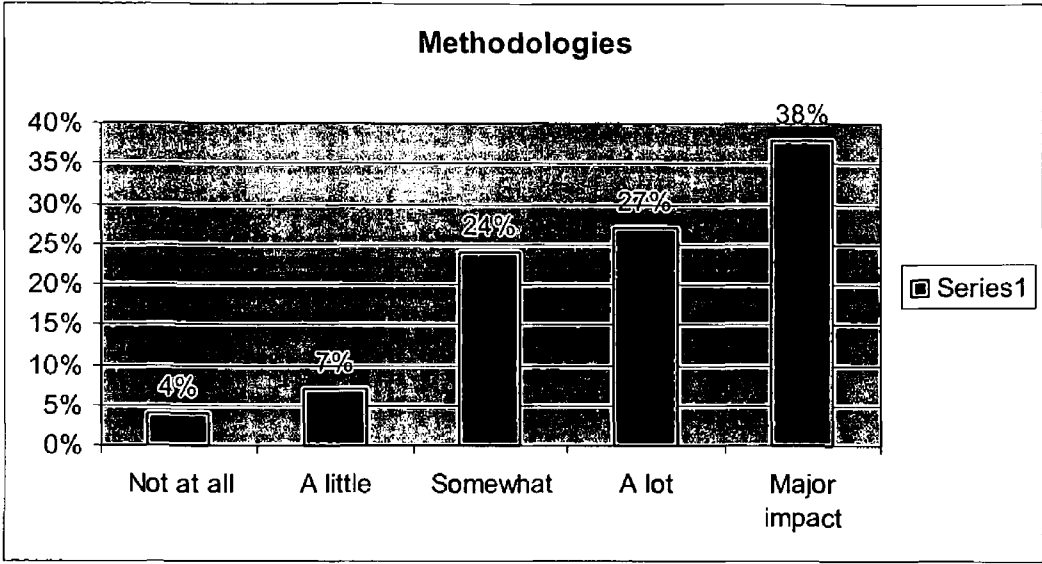 Methodologies
40%
35%
30%
25%
20%
15%
10%
5%
0%
4%
7%
24%
27%
38%
Not at all
A little
Somewhat
A lot
Major
impact
Series1